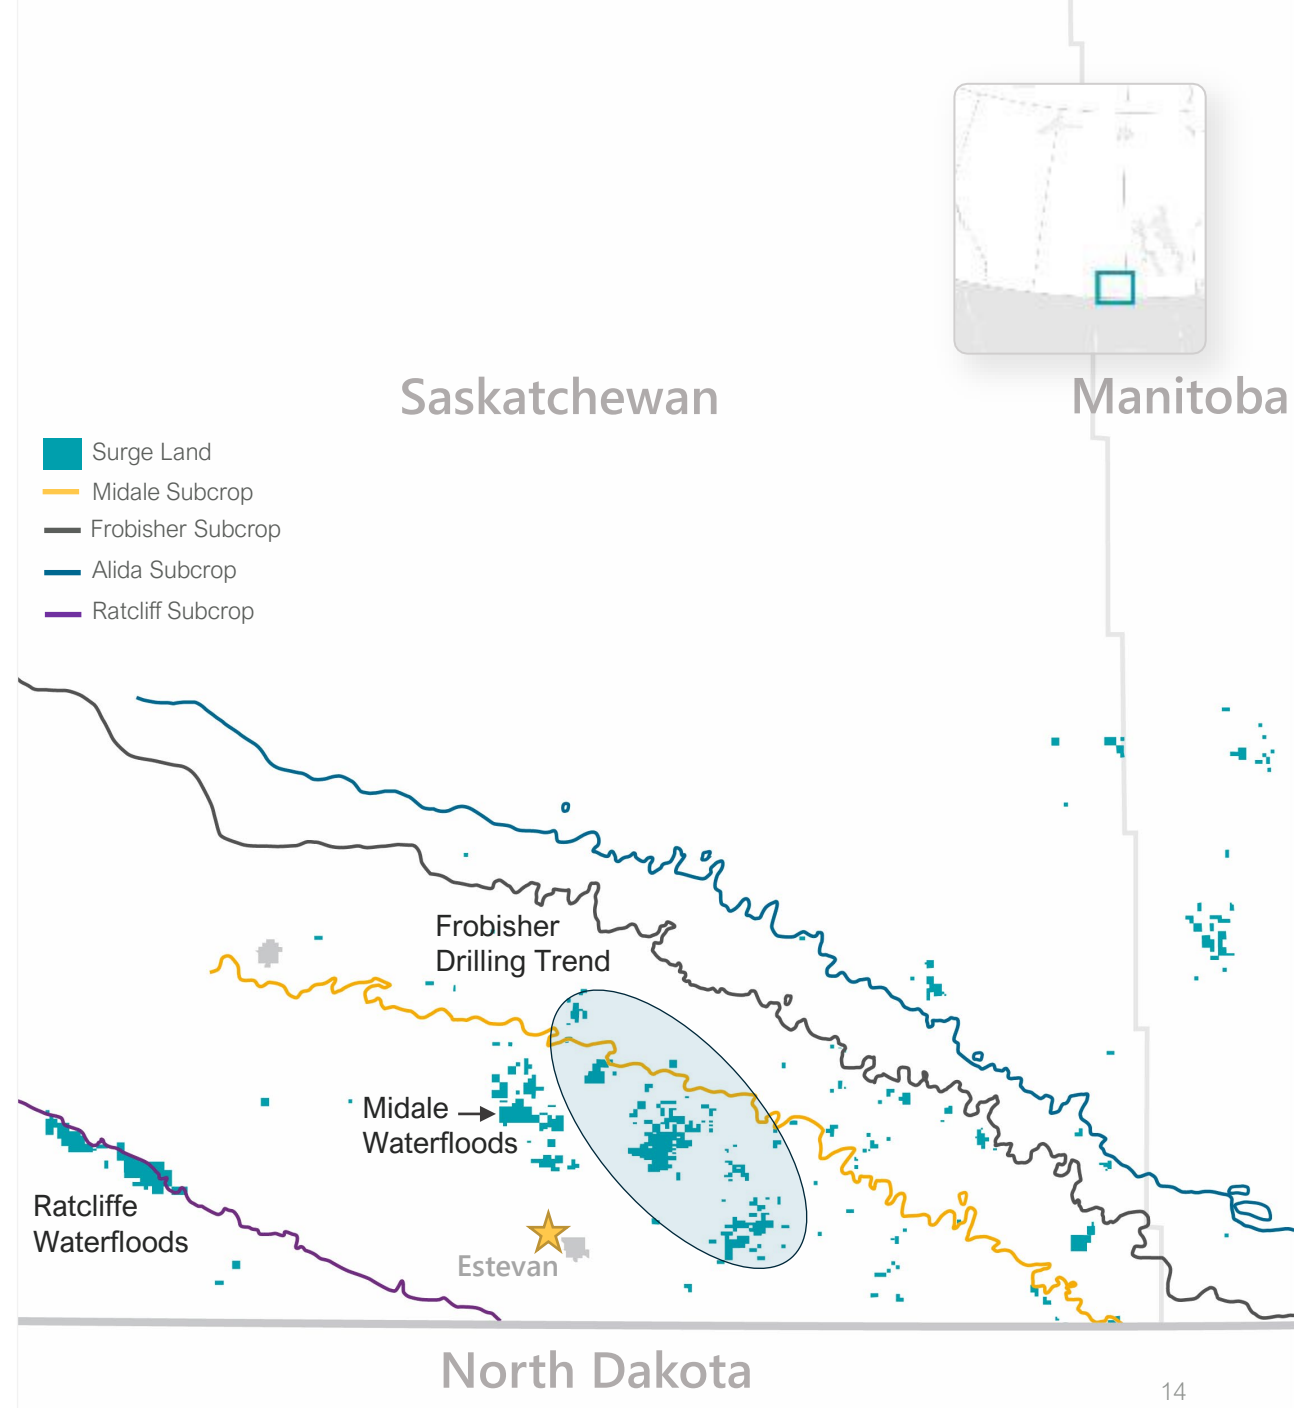 Saskatchewan
Manitoba
Surge Land
Midale Subcrop
Frobisher Subcrop
Alida Subcrop
Ratcliff Subcrop
Frobisher
Drilling Trend
Midale
Waterfloods
Ratcliffe
Waterfloods
Estevan
North Dakota
14